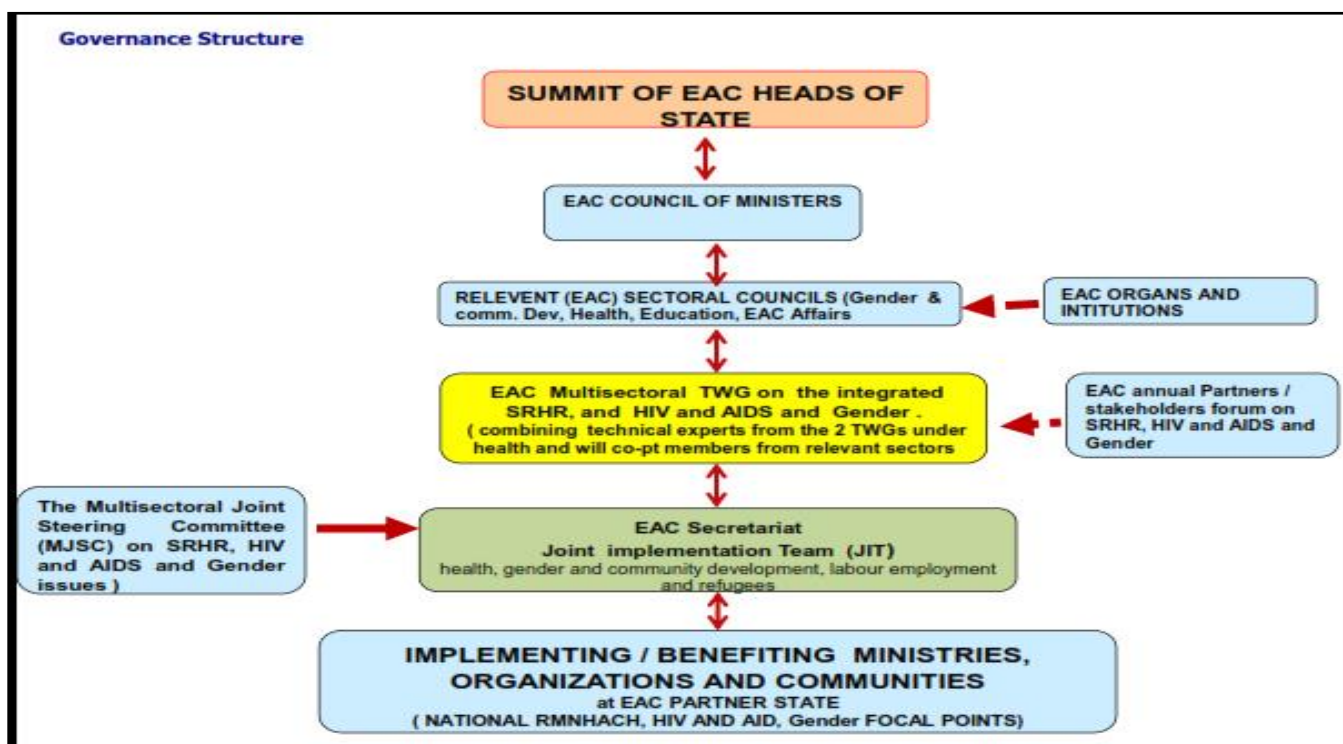 Governance Structure
SUMMIT OF EAC HEADS OF
STATE
EAC COUNCIL OF MINISTERS
RELEVENT (EAC) SECTORAL COUNCILS (Gender &
comm. Dev, Health, Education, EAC Affairs
EAC ORGANS AND
INTITUTIONS
EAC Multisectoral TWG on the integrated
SRHR, and HIV and AIDS and Gender .
( combining technical experts from the 2 TWGs under
health and will co-pt members from relevant sectors
EAC annual Partners /
stakeholders forum on
SRHR, HIV and AIDS and
Gender
The Multisectoral Joint
Steering Committee
(MJSC) on SRHR, HIV
and AIDS and Gender
issues )
EAC Secretariat
Joint implementation Team (JIT)
health, gender and community development, labour employment
and refugees
IMPLEMENTING / BENEFITING MINISTRIES,
ORGANIZATIONS AND COMMUNITIES
at EAC PARTNER STATE
( NATIONAL RMNHACH, HIV AND AID, Gender FOCAL POINTS)